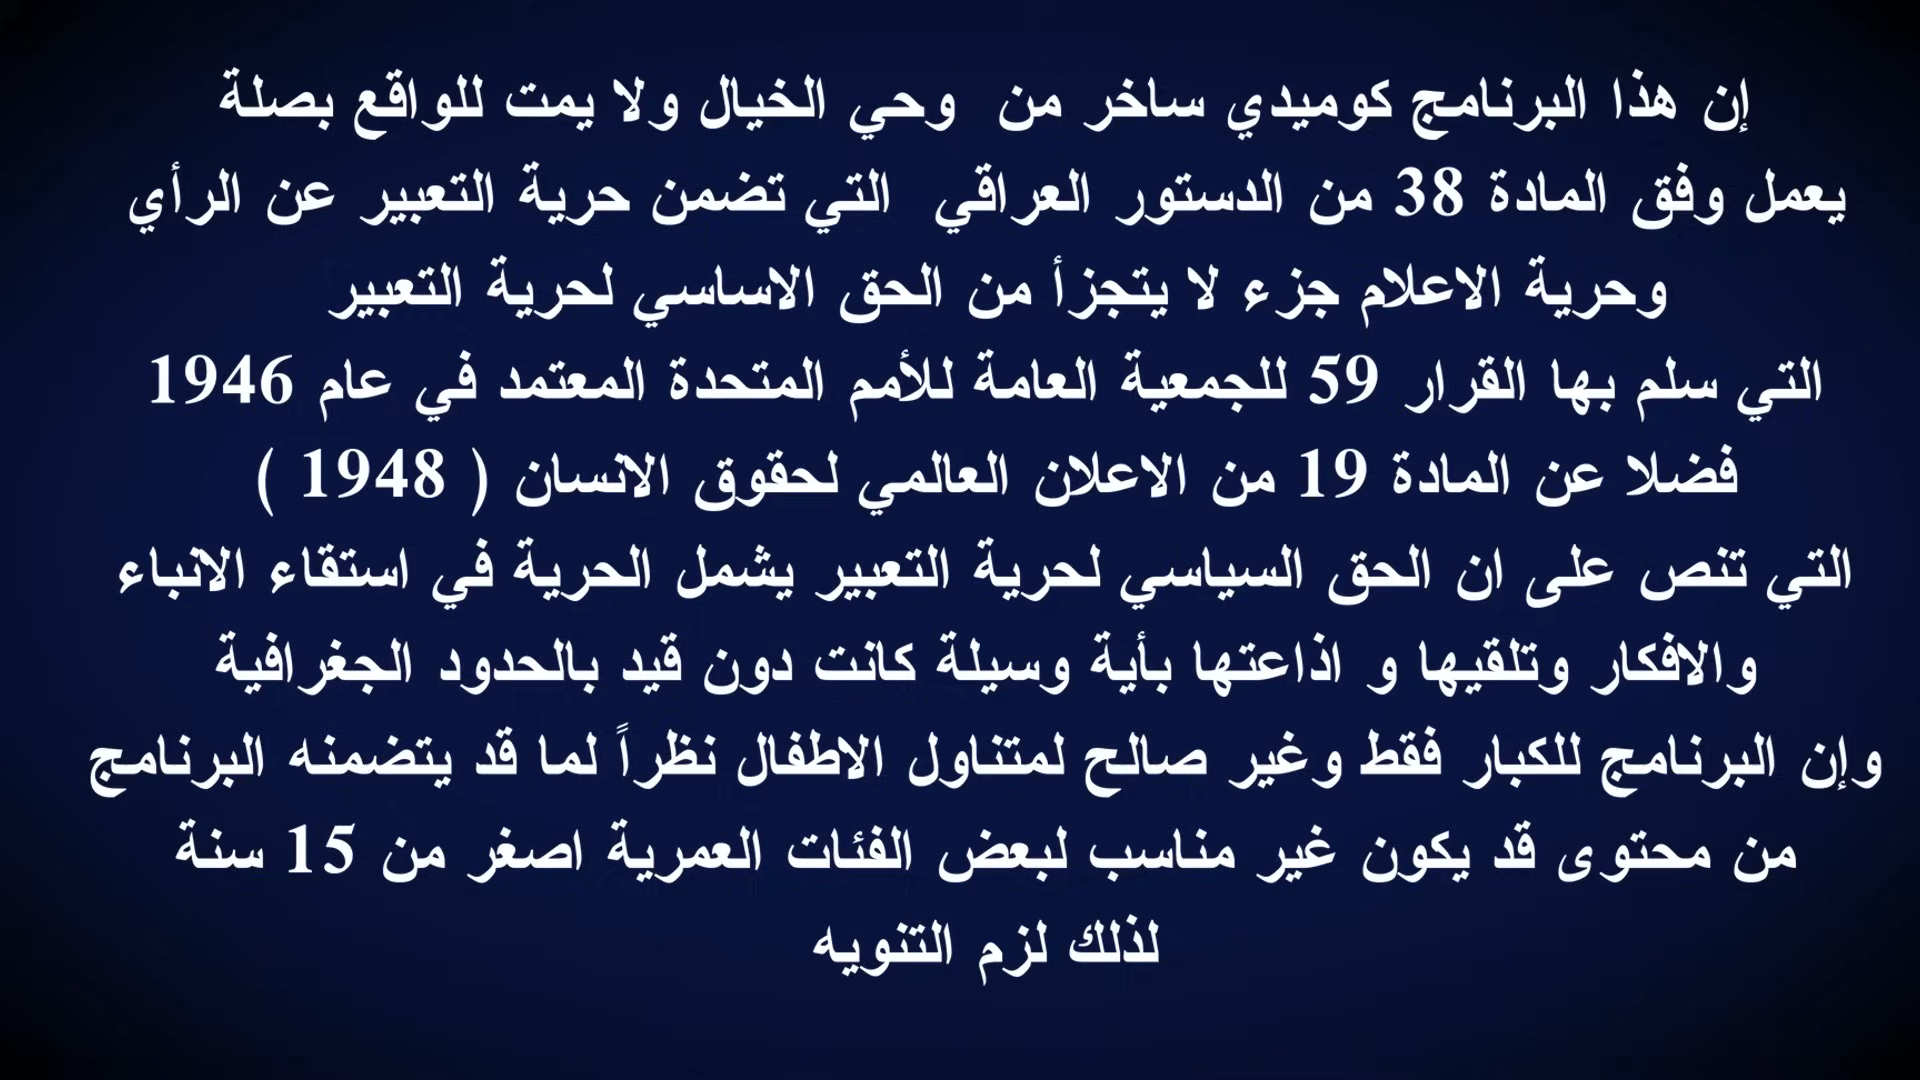 إن هذا البرنامج كوميدي ساخر من وحي الخيال ولا يمت للواقع بصلة
يعمل وفق المادة 38 من الدستور العراقي التي تضمن حرية التعبير عن الرأي
وحرية الاعلام جزء لا يتجزأ من الحق الاساسي لحرية التعبير
التي سلم بها القرار 59 للجمعية العامة للأمم المتحدة المعتمد في عام 1946
فضلا عن المادة 19 من الاعلان العالمي لحقوق الانسان ( 1948 )
التي تنص على ان الحق السياسي لحرية التعبير يشمل الحرية في استقاء الانباء
والافكار وتلقيها و اذاعتها بأية وسيلة كانت دون قيد بالحدود الجغرافية
وإن البرنامج للكبار فقط وغير صالح لمتناول الاطفال نظراً لما قد يتضمنه البرنامج
من محتوى قد يكون غير مناسب لبعض الفئات العمرية اصغر من 15 سنة
لذلك لزم التنويه